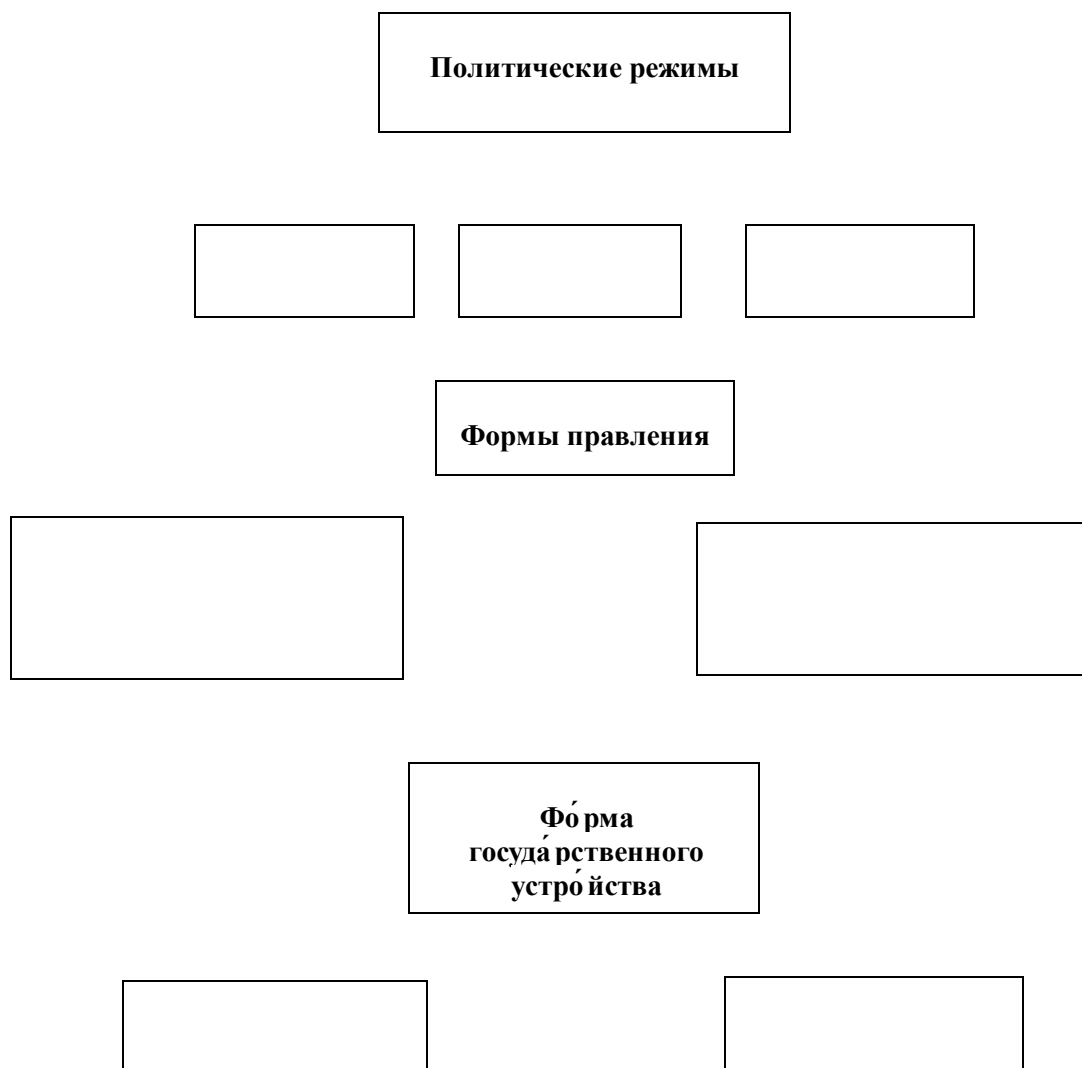 Политические режимы
Формы правления
Фо́рма
госуда́рственного
устро́йства